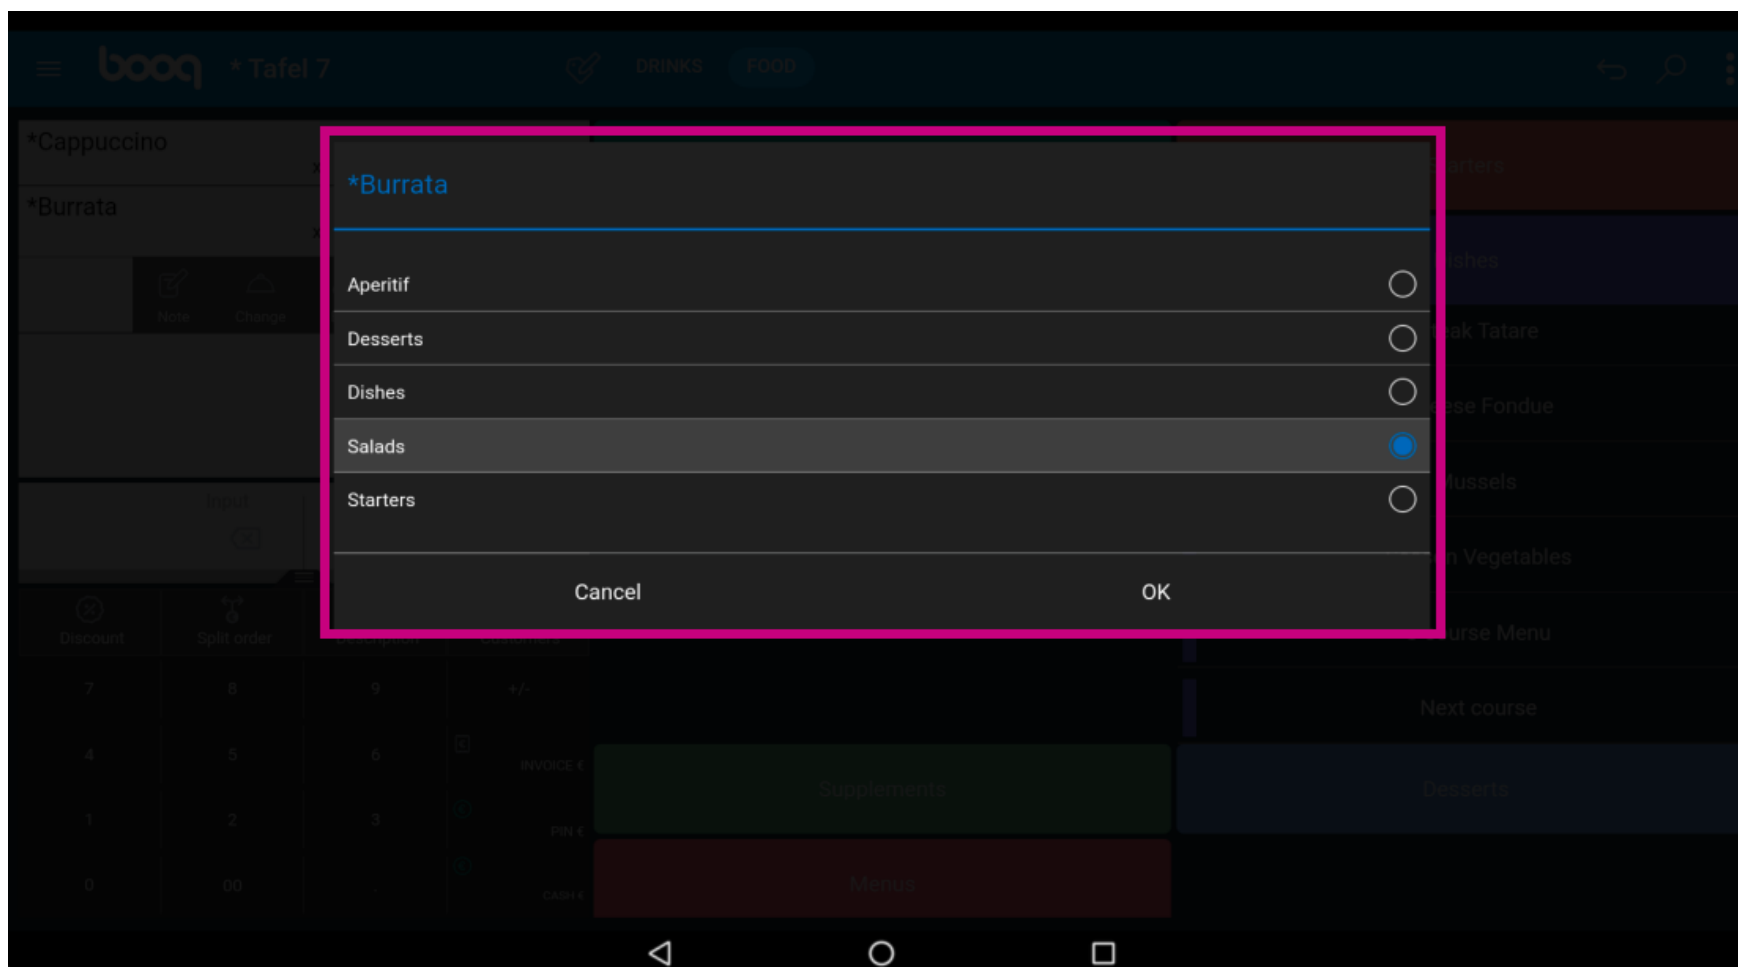 booq * Tafel 7 DRINKS FOOD
*Cappuccino
x
*Burrata
x
Note Change
Input
Discount Split order
7 8 9 +/-
4 5 6 INVOICE €
1 2 3 PIN €
0 00 . CASH €
*Burrata
Aperitif
Desserts
Dishes
Salads
Starters
Cancel OK
Supplements
Menus
Next course
Desserts